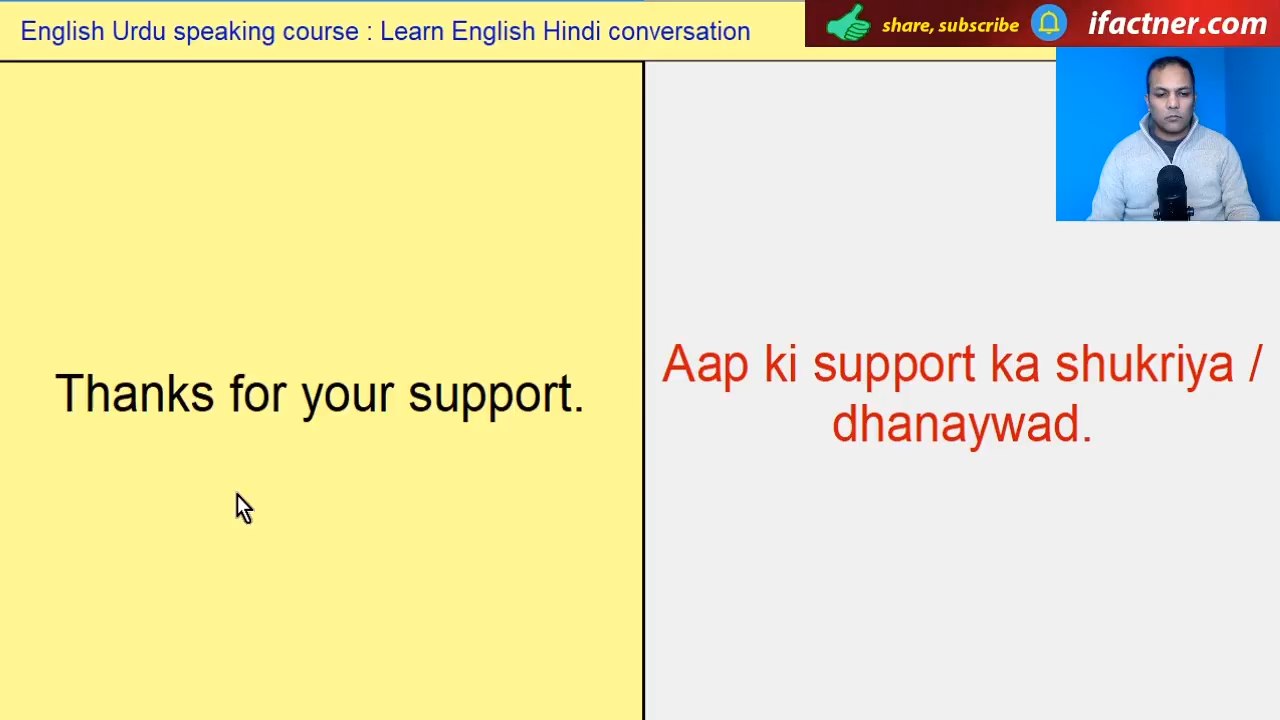 English Urdu speaking course : Learn English Hindi conversation
share, subscribe
ifactner.com
Thanks for your support.
Aap ki support ka shukriya /
dhanaywad.